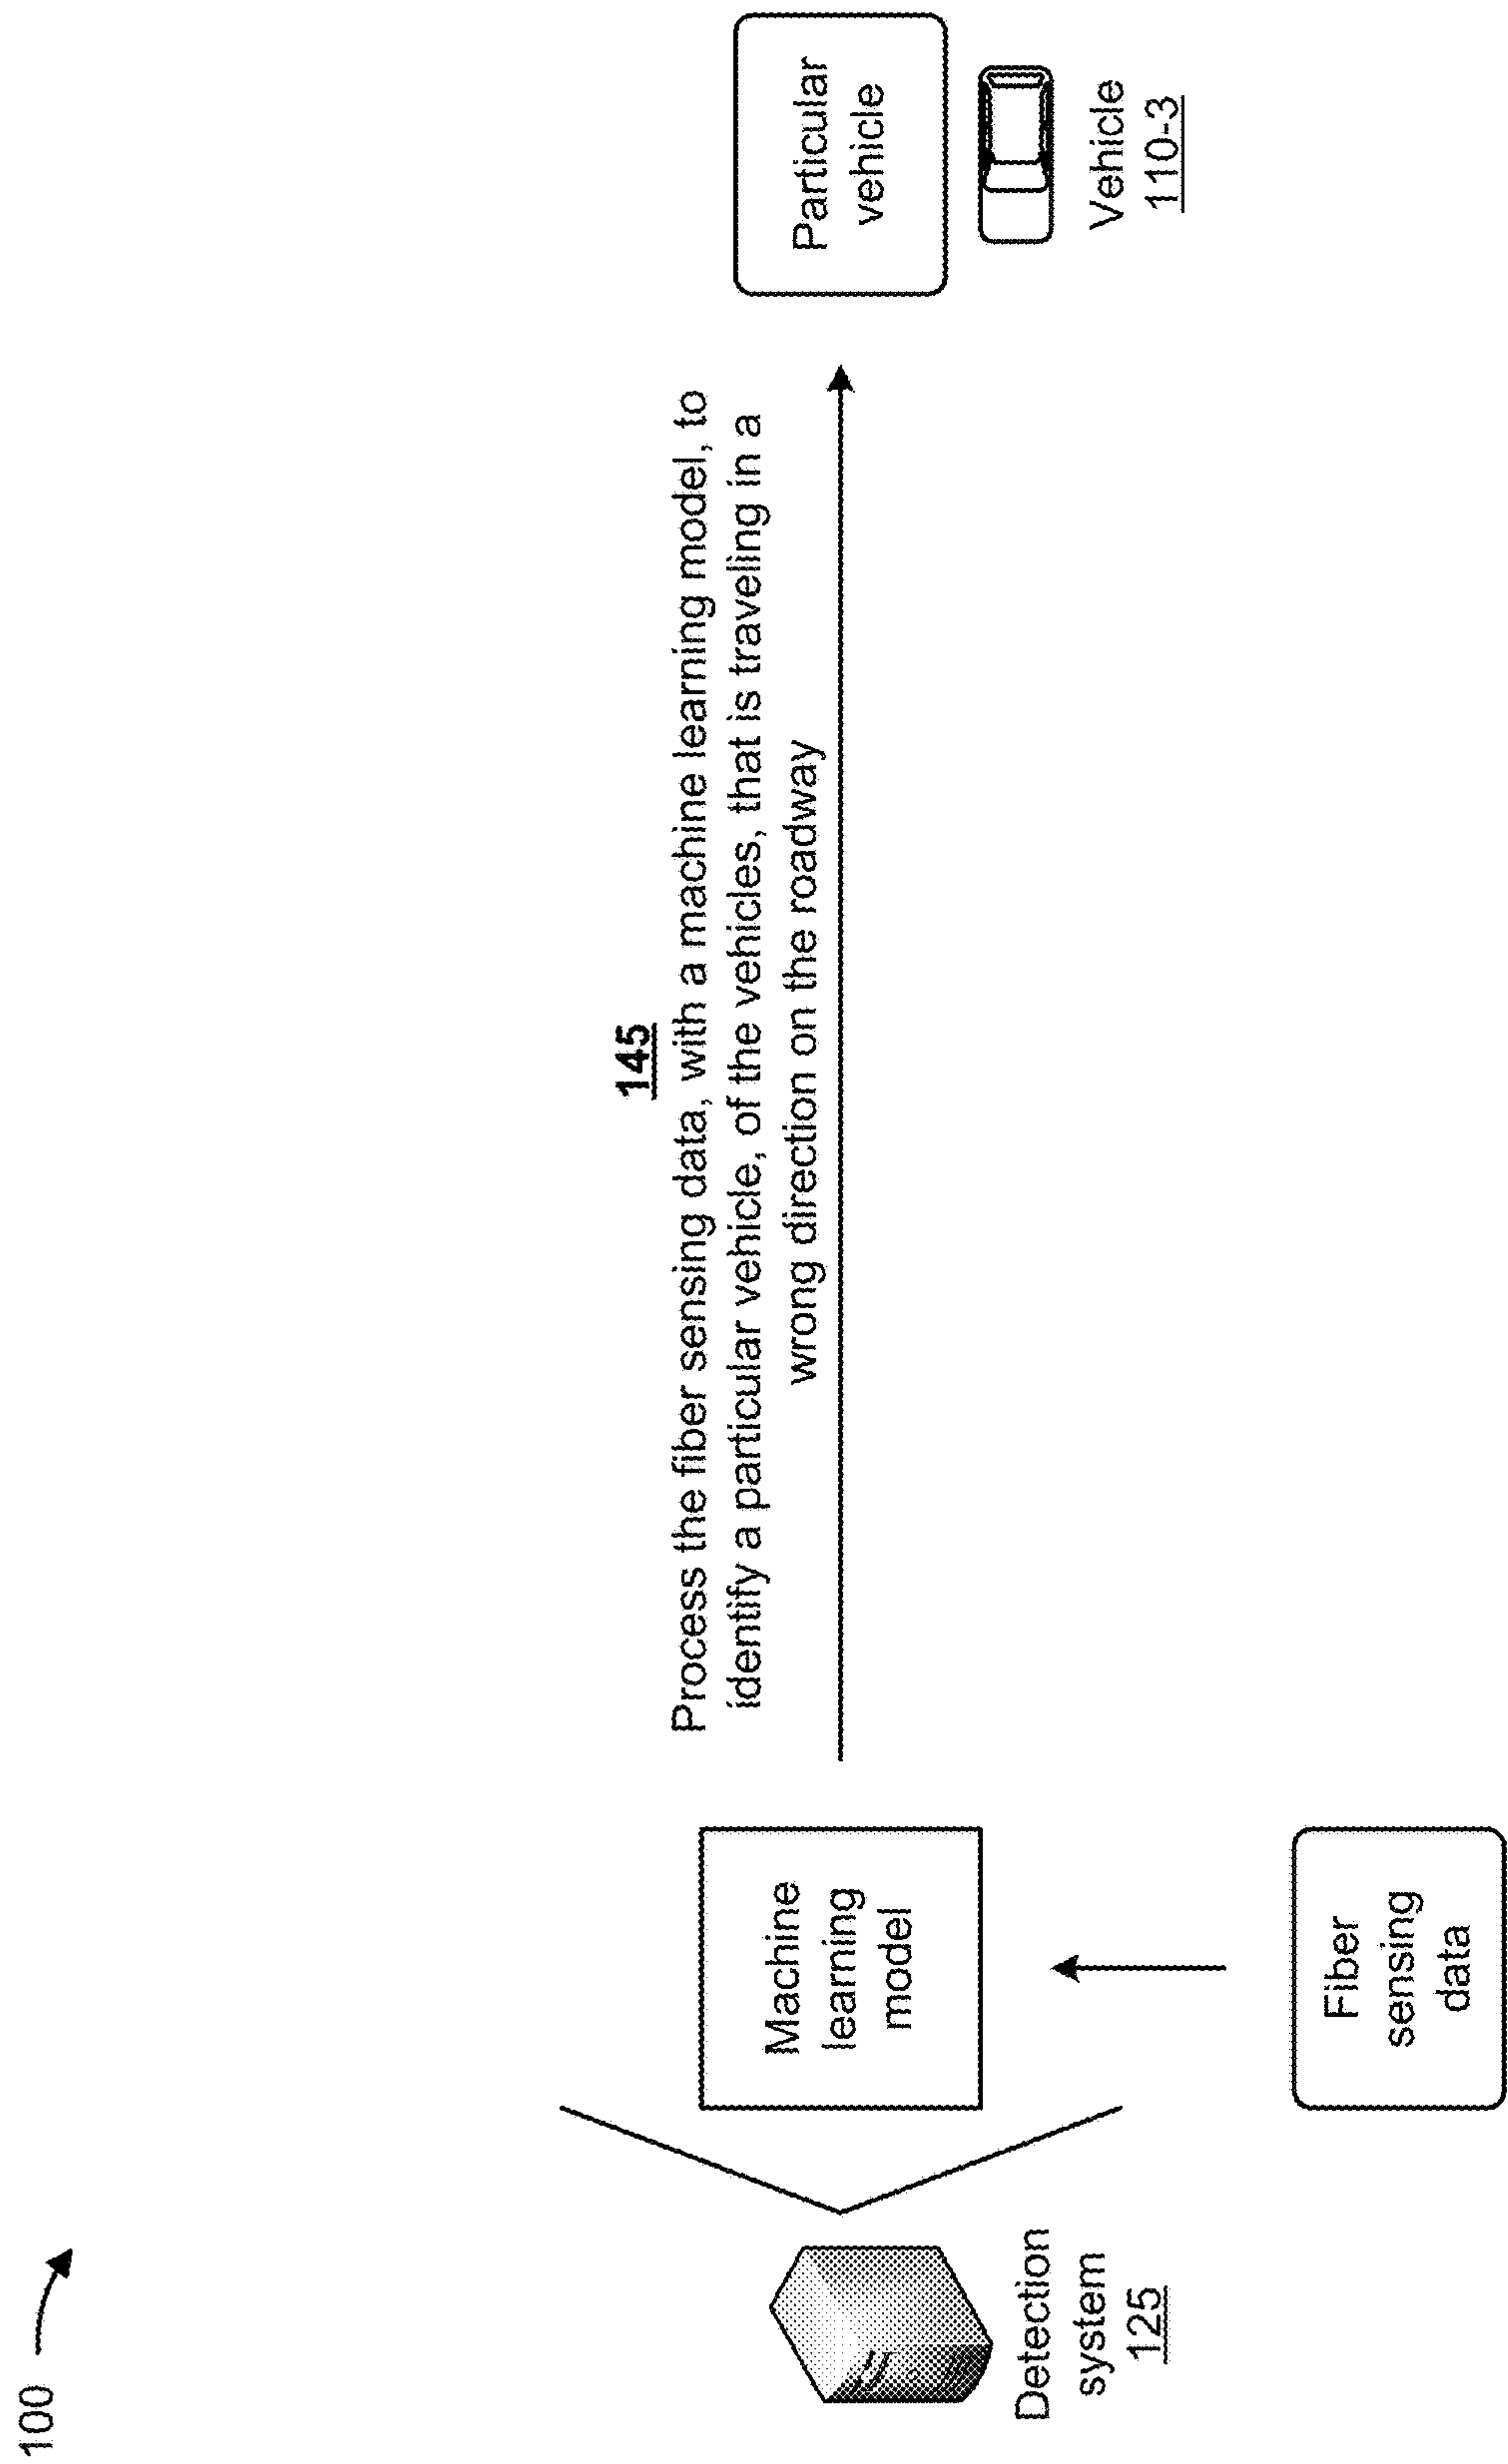 100
145
Process the fiber sensing data, with a machine learning model, to
identify a particular vehicle, of the vehicles, that is traveling in a
wrong direction on the roadway
Detection
system
125
Machine
learning
model
Fiber
sensing
data
Particular
vehicle
Vehicle
110-3